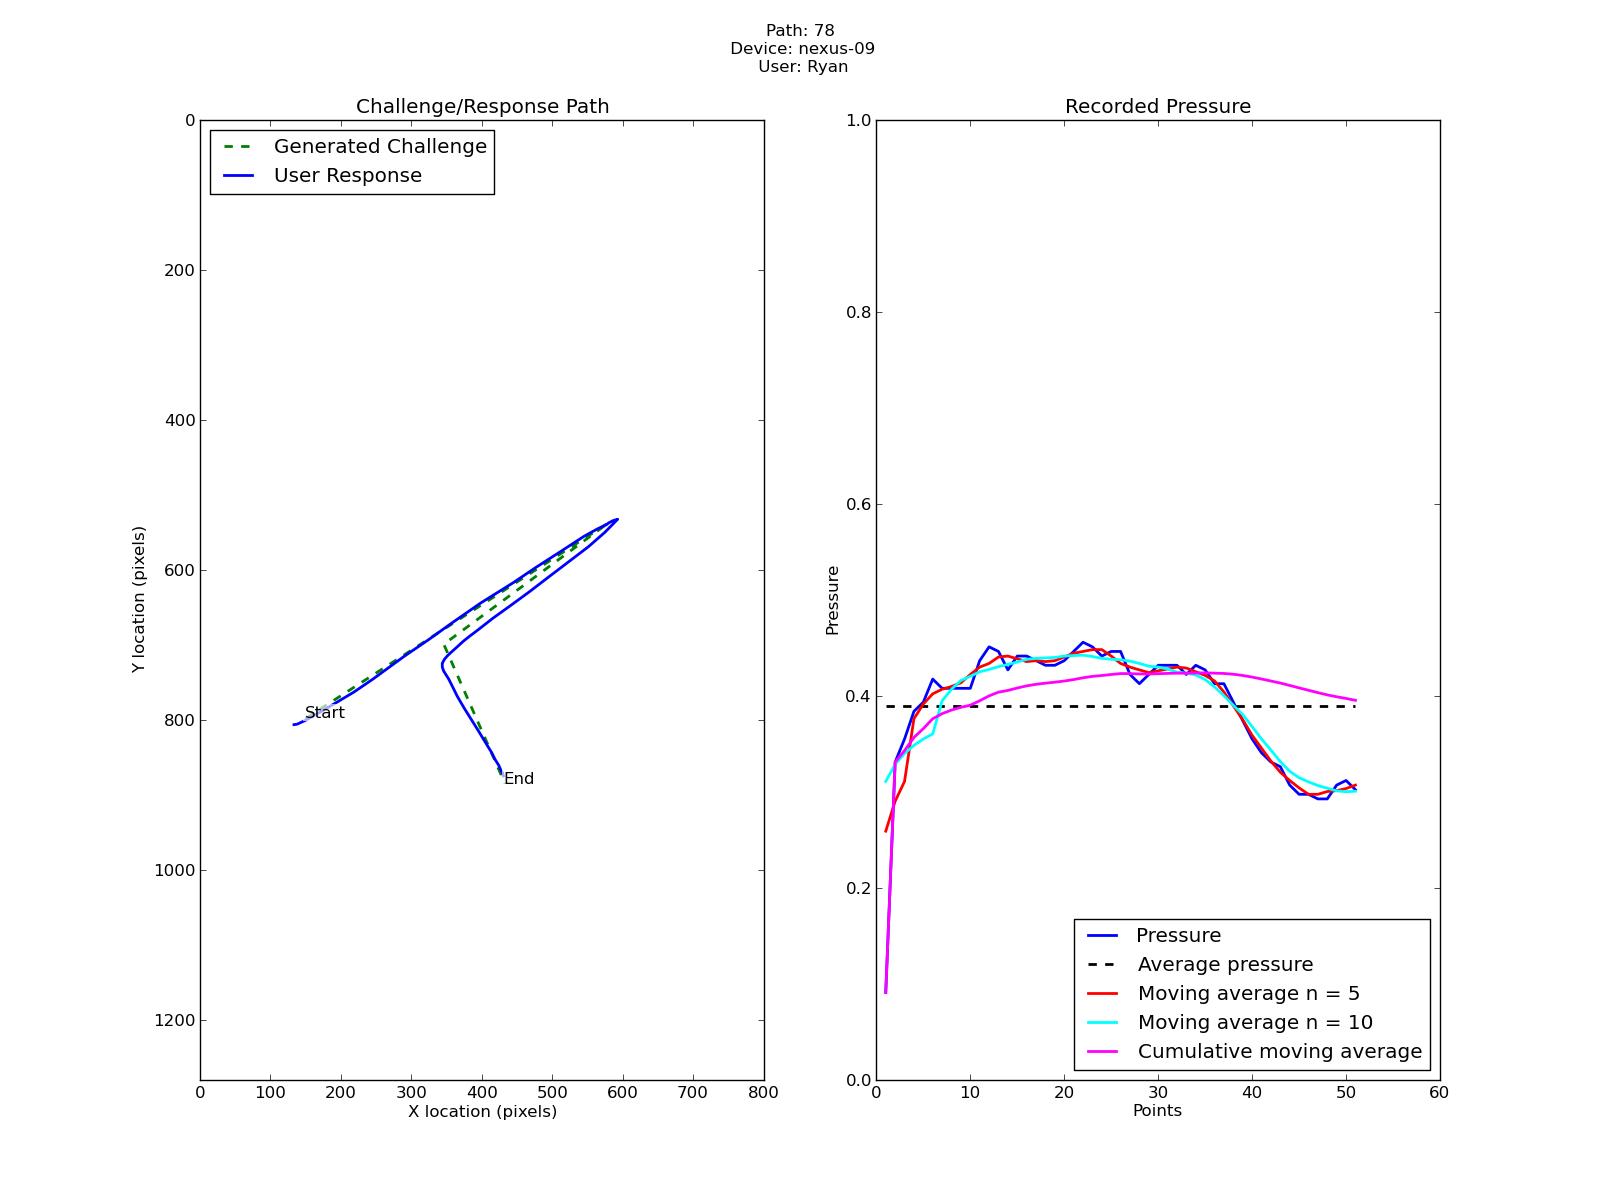 Path: 78
Device: nexus-09
User: Ryan
Challenge/Response Path
Generated Challenge
User Response
0
200
400
600
800
1000
1200
Y location (pixels)
Start
End
0 100 200 300 400 500 600 700 800
X location (pixels)
Recorded Pressure
1.0
0.8
0.6
0.4
0.2
0.0
Pressure
Pressure
Average pressure
Moving average n = 5
Moving average n = 10
Cumulative moving average
0 10 20 30 40 50 60
Points